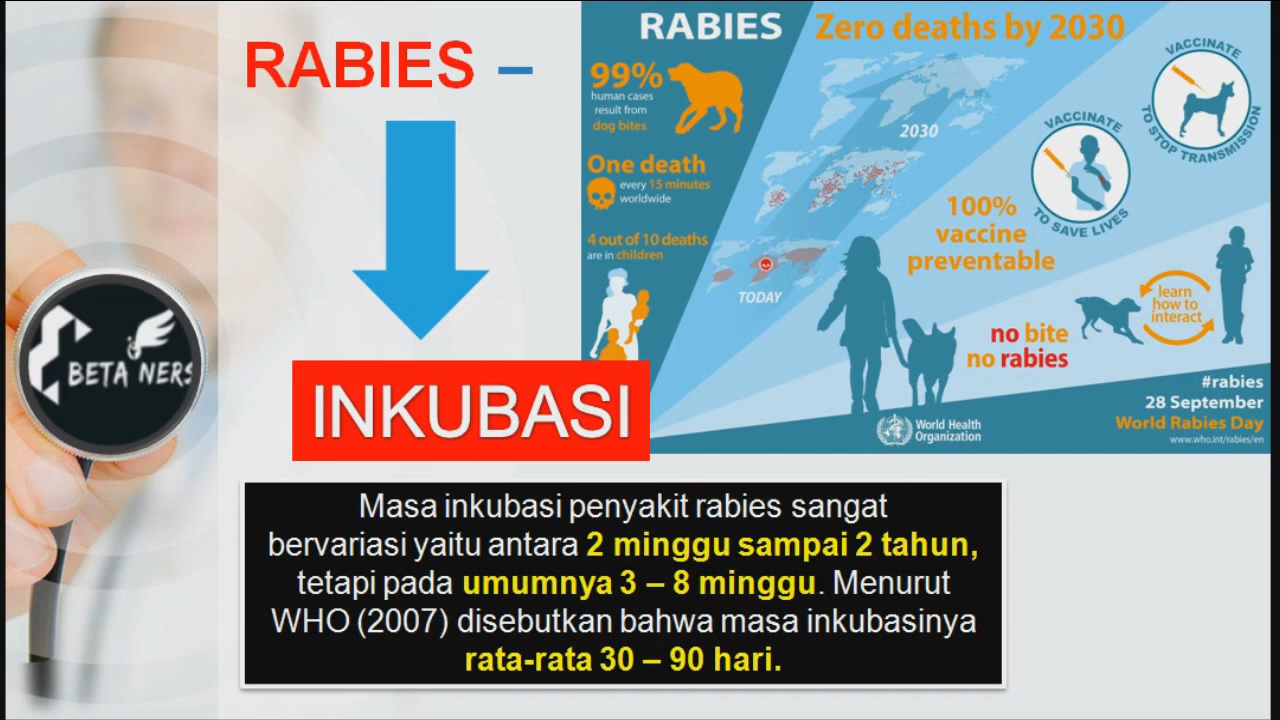 RABIES –
INKUBASI
Masa inkubasi penyakit rabies sangat
bervariasi yaitu antara 2 minggu sampai 2 tahun,
tetapi pada umumnya 3 – 8 minggu. Menurut
WHO (2007) disebutkan bahwa masa inkubasinya
rata-rata 30 – 90 hari.
BETA NERS
RABIES
Zero deaths by 2030
99%
human cases
result from
dog bites
One death
every 15 minutes
worldwide
4 out of 10 deaths
are in children
2030
TODAY
100%
vaccine
preventable
VACCINATE
TO SAVE LIVES
VACCINATE
TO STOP TRANSMISSION
learn
how to
interact
no bite
no rabies
World Health
Organization
#rabies
28 September
World Rabies Day
www.who.int/rabies/en